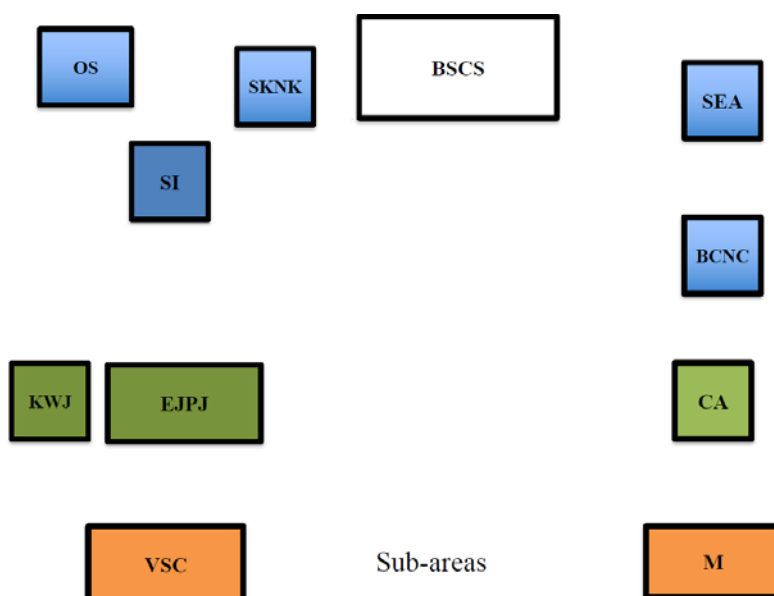 OS
SKNK
BSCS
SEA
SI
BCNC
KWJ
EJPJ
CA
VSC
Sub-areas
M